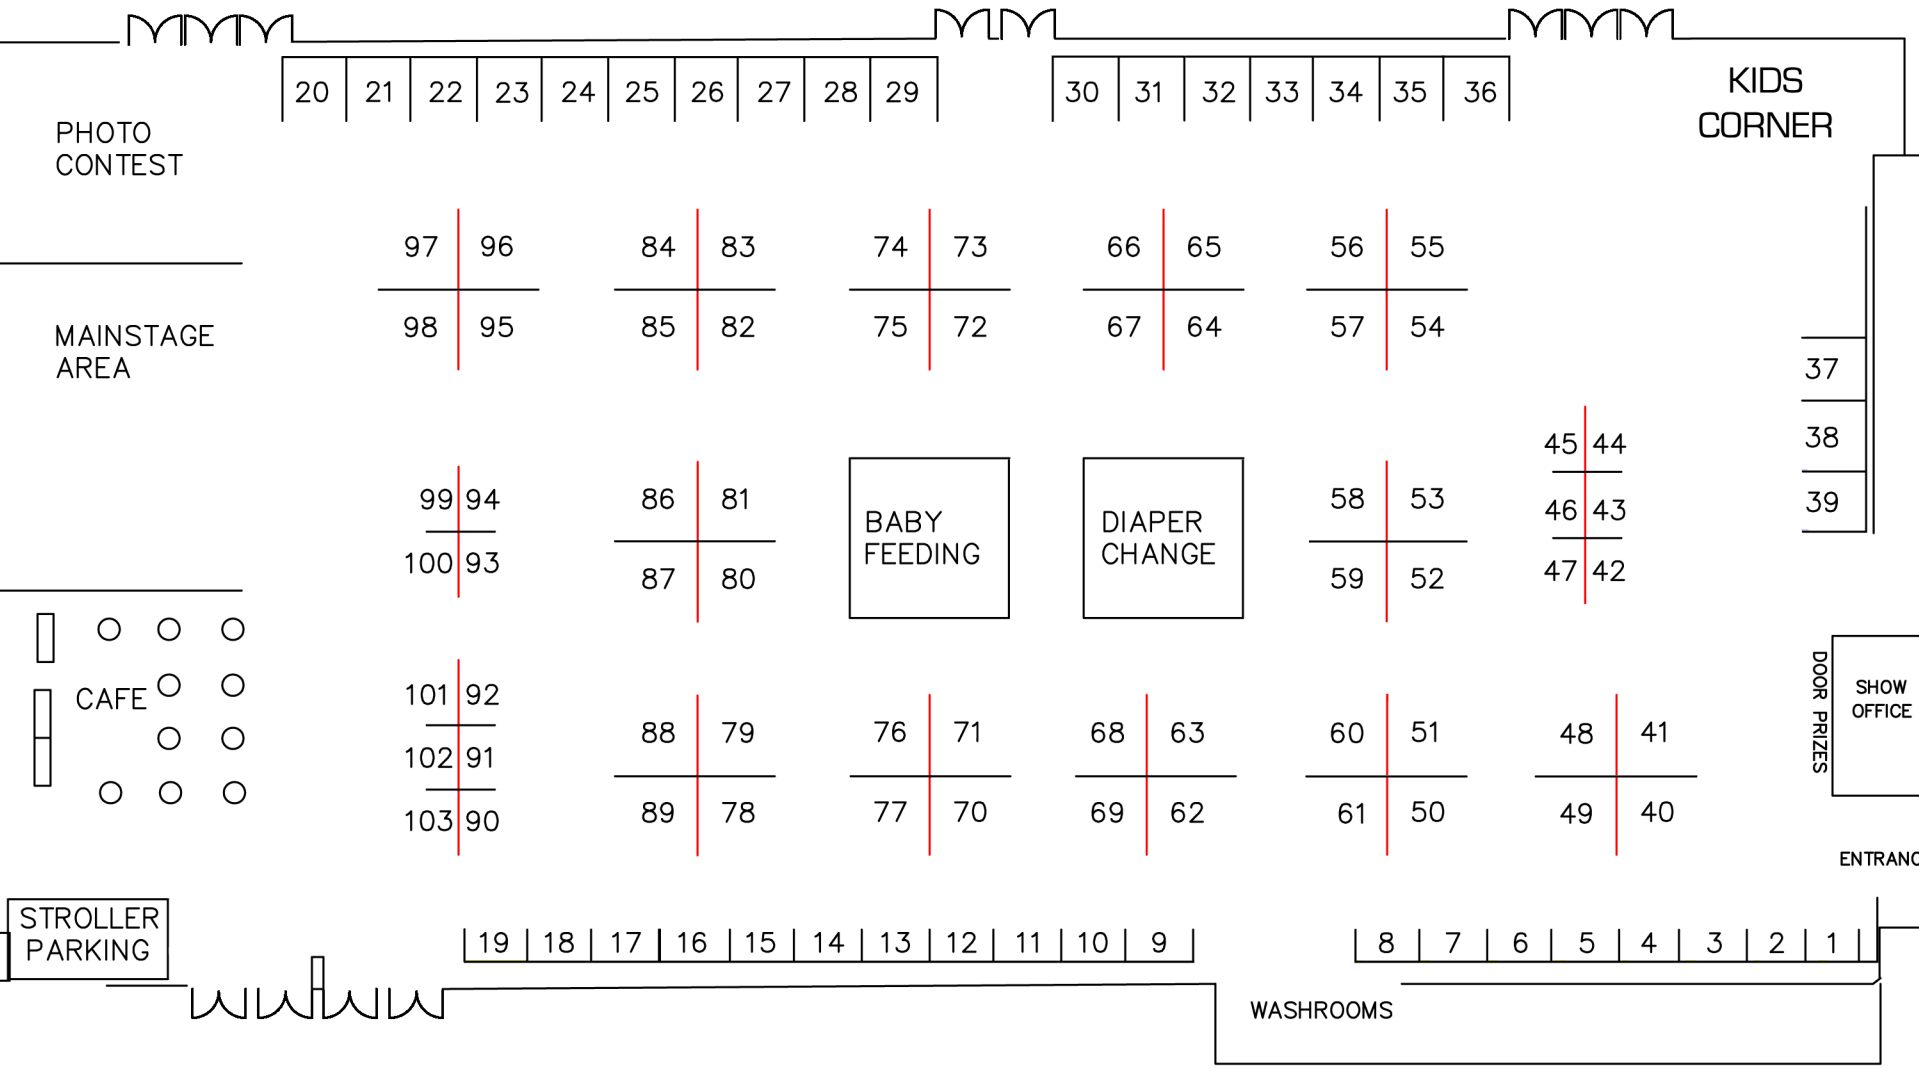 20 21 22 23 24 25 26 27 28 29 30 31 32 33 34 35 36
KIDS
CORNER
PHOTO
CONTEST
97 96 84 83 74 73 66 65 56 55
98 95 85 82 75 72 67 64 57 54
MAINSTAGE
AREA
37
38
39
45 44
46 43
47 42
99 94 86 81 58 53
100 93 87 80 59 52
BABY
FEEDING
DIAPER
CHANGE
CAFE
101 92
102 91
103 90
88 79 76 71 68 63 60 51 48 41
89 78 77 70 69 62 61 50 49 40
DOOR PRIZES
SHOW
OFFICE
ENTRANC
STROLLER
PARKING
19 18 17 16 15 14 13 12 11 10 9 8 7 6 5 4 3 2 1
WASHROOMS